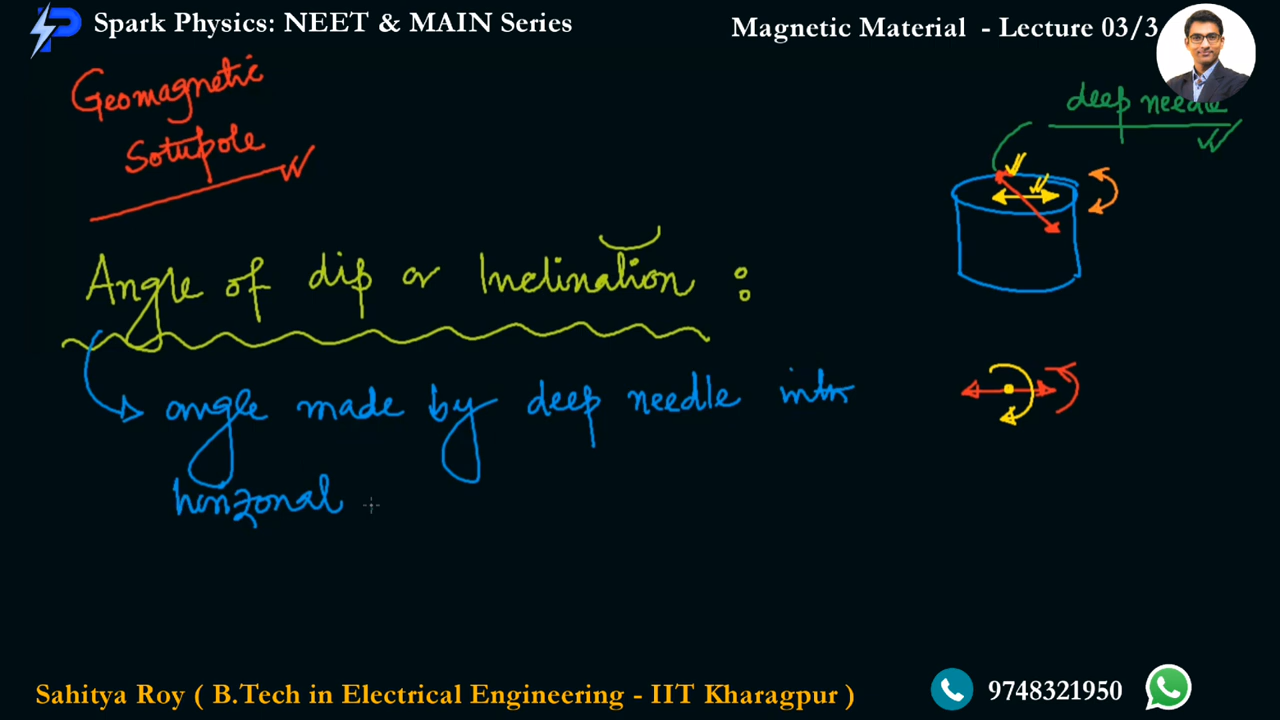 Spark Physics: NEET & MAIN Series
Magnetic Material - Lecture 03/3
Geomagnetic
Sotupole
deep needle
Angle of dip or Inclination :
angle made by deep needle
horizonal
Sahitya Roy ( B.Tech in Electrical Engineering - IIT Kharagpur )
9748321950